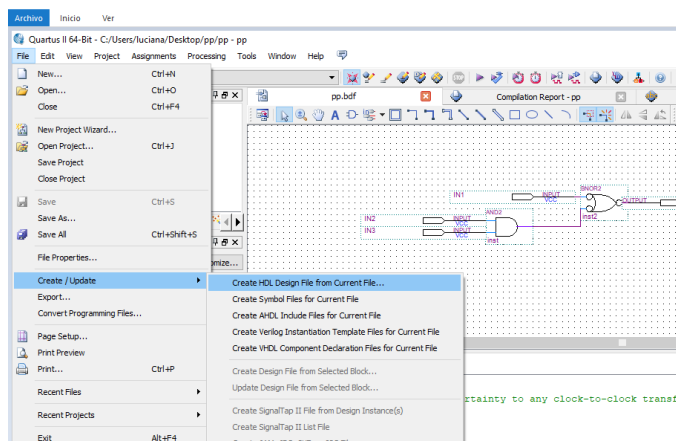 Archivo Inicio Ver
Quartus II 64-Bit - C:/Users/luciana/Desktop/pp/pp - pp
File Edit View Project Assignments Processing Tools Window Help
New... Ctrl+N
Open... Ctrl+O
Close Ctrl+F4
New Project Wizard...
Open Project... Ctrl+J
Save Project
Close Project
Save Ctrl+S
Save As...
Save All Ctrl+Shift+S
File Properties...
Create / Update
Export...
Convert Programming Files...
Page Setup...
Print Preview
Print... Ctrl+P
Recent Files
Recent Projects
Exit Alt+F4
omize...
Create HDL Design File from Current File...
Create Symbol Files for Current File
Create AHDL Include Files for Current File
Create Verilog Instantiation Template Files for Current File
Create VHDL Component Declaration Files for Current File
Create Design File from Selected Block...
Update Design File from Selected Block...
Create SignalTap II File from Design Instance(s)
Create SignalTap II List File
pp.bdf
Compilation Report - pp
IN1 INPUT VCC
BNOR2
OUTPUT
inst2
IN2 INPUT VCC
AND2
IN3 INPUT VCC
inst
rtainty to any clock-to-clock transf